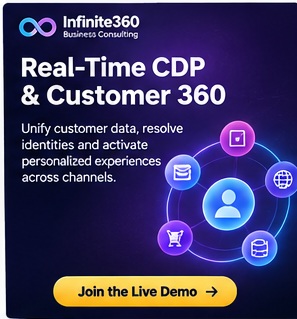 Infinite360
Business Consulting
Real-Time CDP
& Customer 360
Unify customer data, resolve
identities and activate
personalized experiences
across channels.
Join the Live Demo →